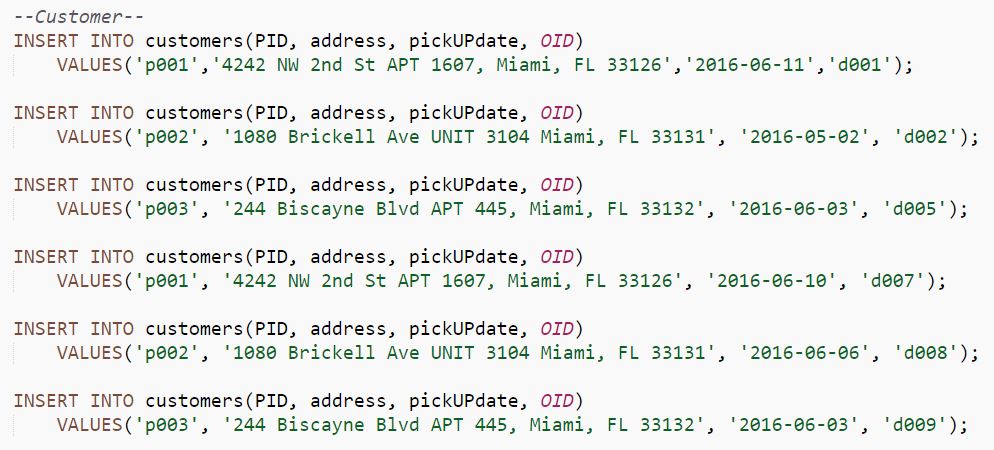 --Customer--
INSERT INTO customers(PID, address, pickUPdate, OID)
VALUES('p001','4242 NW 2nd St APT 1607, Miami, FL 33126','2016-06-11','d001');
INSERT INTO customers(PID, address, pickUPdate, OID)
VALUES('p002', '1080 Brickell Ave UNIT 3104 Miami, FL 33131', '2016-05-02', 'd002');
INSERT INTO customers(PID, address, pickUPdate, OID)
VALUES('p003', '244 Biscayne Blvd APT 445, Miami, FL 33132', '2016-06-03', 'd005');
INSERT INTO customers(PID, address, pickUPdate, OID)
VALUES('p001', '4242 NW 2nd St APT 1607, Miami, FL 33126', '2016-06-10', 'd007');
INSERT INTO customers(PID, address, pickUPdate, OID)
VALUES('p002', '1080 Brickell Ave UNIT 3104 Miami, FL 33131', '2016-06-06', 'd008');
INSERT INTO customers(PID, address, pickUPdate, OID)
VALUES('p003', '244 Biscayne Blvd APT 445, Miami, FL 33132', '2016-06-03', 'd009');